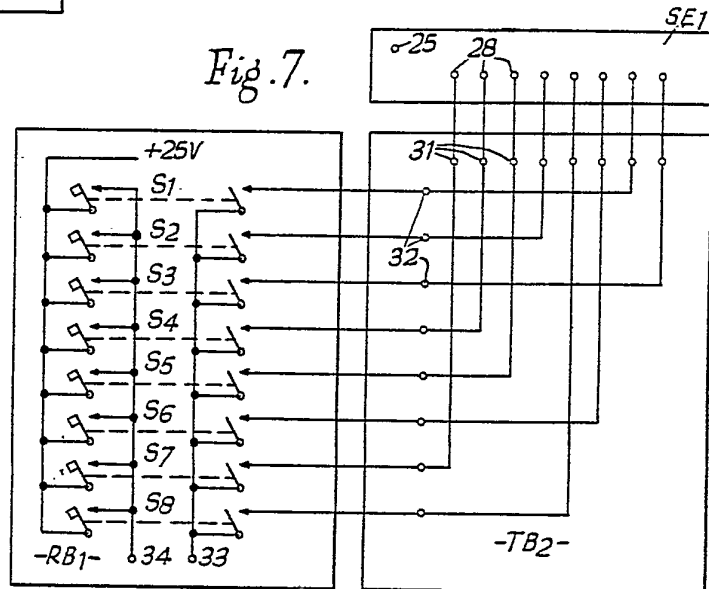 SE1
Fig. 7.
25
28
+25V
31
S1
S2
32
S3
S4
S5
S6
S7
S8
-RB1-
34
33
-TB2-